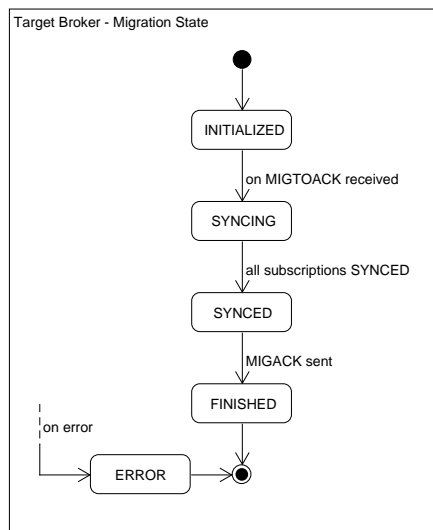 Target Broker - Migration State
INITIALIZED
on MIGTOACK received
SYNCING
all subscriptions SYNCED
SYNCED
MIGACK sent
FINISHED
on error
ERROR